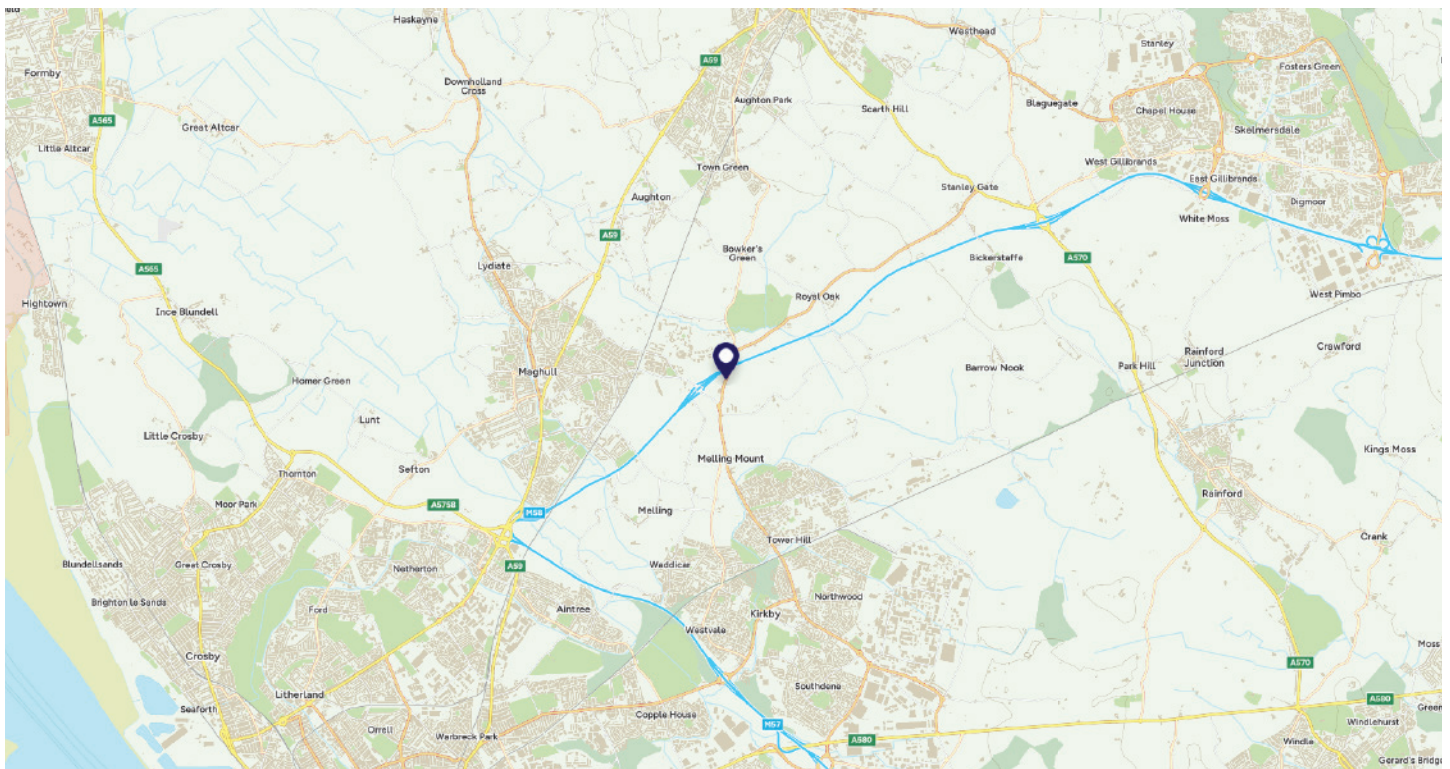 Haskayne
Westhead
Stanley
Formby
A59
Fosters Green
Downholland
Cross
Aughton Park
Scarth Hill
Blaguegate
Chapel House
A565
Great Altcar
Skelmersdale
Little Altcar
Town Green
West Gillibrands
East Gillibrands
Stanley Gate
Aughton
Digmoor
White Moss
A59
Bowker's
Green
Bickerstaffe
A570
Lydiate
A565
Hightown
Royal Oak
West Pimbo
Ince Blundell
Crawford
Rainford
Junction
Maghull
Barrow Nook
Park Hill
Homer Green
Lunt
Little Crosby
Kings Moss
Sefton
Melling Mount
Thornton
Rainford
Moor Park
A5758
M58
Melling
Crank
Tower Hill
Blundellsands
Great Crosby
Netherton
A59
Waddicar
Brighton le Sands
Ford
Aintree
Kirkby
Northwood
Westvale
Moss
Crosby
A570
Litherland
Southdene
A580
Seaforth
Copple House
Green
Orrell
Warbreck Park
M57
A580
Windlehurst
Windle
Gerard's Bridge